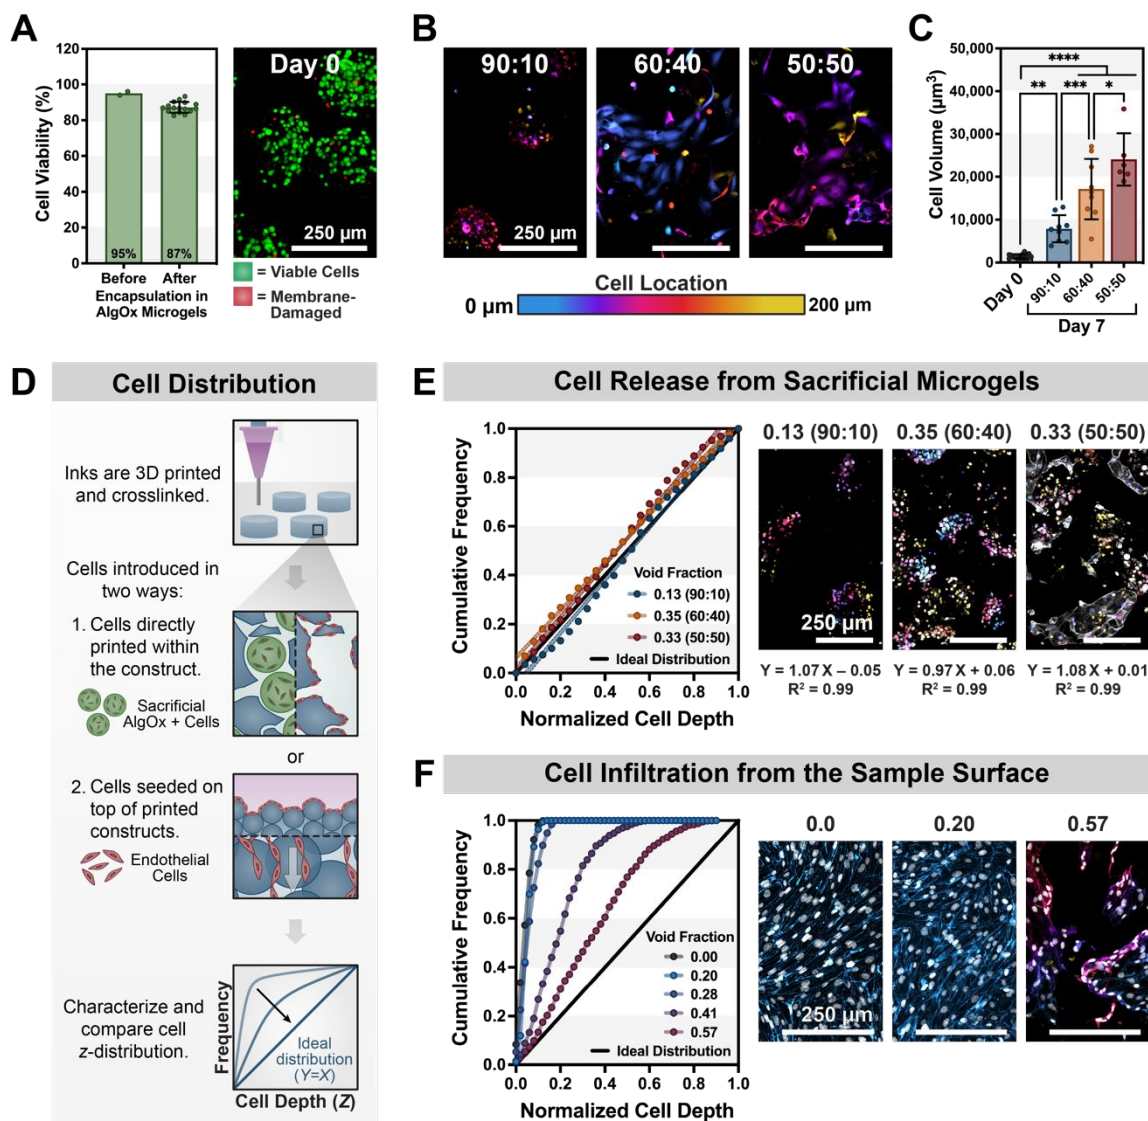 A
120
100
80
60
40
20
0
Cell Viability (%)
95%
87%
Before
After
Encapsulation in
AlgOx Microgels
Day 0
250 µm
= Viable Cells
= Membrane-
Damaged
B
90:10
60:40
50:50
250 µm
Cell Location
0 µm
200 µm
C
50,000
40,000
30,000
20,000
10,000
0
Cell Volume (µm³)
****
**
***
*
Day 0
90:10
60:40
50:50
Day 7
D
Cell Distribution
Inks are 3D printed
and crosslinked.
Cells introduced in
two ways:
1. Cells directly
printed within
the construct.
Sacrificial
AlgOx + Cells
or
2. Cells seeded on
top of printed
constructs.
Endothelial
Cells
Characterize and
compare cell
z-distribution.
Frequency
Ideal
distribution
(Y=X)
Cell Depth (Z)
E
Cell Release from Sacrificial Microgels
1.0
0.8
0.6
0.4
0.2
0.0
Cumulative Frequency
Void Fraction
0.13 (90:10)
0.35 (60:40)
0.33 (50:50)
Ideal Distribution
0.0 0.2 0.4 0.6 0.8 1.0
Normalized Cell Depth
0.13 (90:10)
0.35 (60:40)
0.33 (50:50)
250 µm
Y = 1.07 X – 0.05
R² = 0.99
Y = 0.97 X + 0.06
R² = 0.99
Y = 1.08 X + 0.01
R² = 0.99
F
Cell Infiltration from the Sample Surface
1.0
0.8
0.6
0.4
0.2
0.0
Cumulative Frequency
Void Fraction
0.00
0.20
0.28
0.41
0.57
Ideal Distribution
0.0 0.2 0.4 0.6 0.8 1.0
Normalized Cell Depth
0.0
0.20
0.57
250 µm